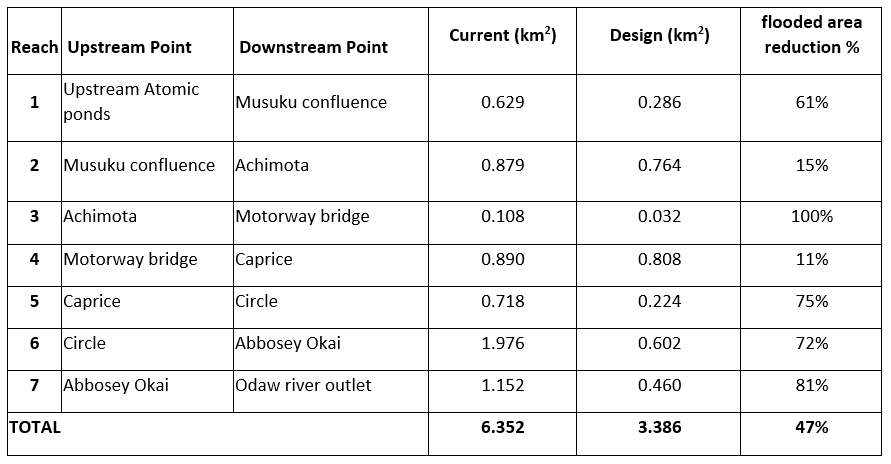 Reach Upstream Point Downstream Point Current (km²) Design (km²) flooded area
reduction %
1 Upstream Atomic
ponds Musuku confluence 0.629 0.286 61%
2 Musuku confluence Achimota 0.879 0.764 15%
3 Achimota Motorway bridge 0.108 0.032 100%
4 Motorway bridge Caprice 0.890 0.808 11%
5 Caprice Circle 0.718 0.224 75%
6 Circle Abbosey Okai 1.976 0.602 72%
7 Abbosey Okai Odaw river outlet 1.152 0.460 81%
TOTAL 6.352 3.386 47%